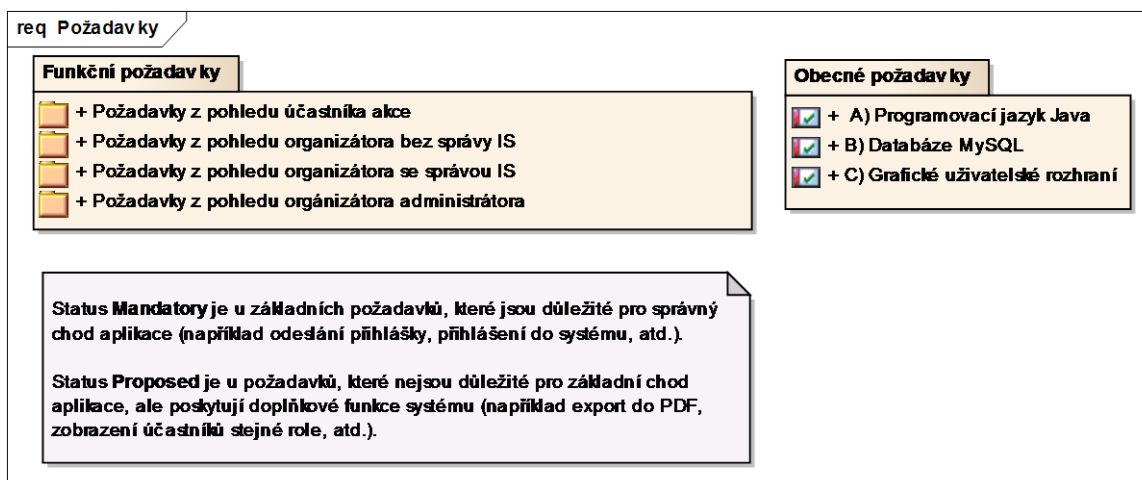 req Požadavky
Funkční požadavky
+ Požadavky z pohledu účastníka akce
+ Požadavky z pohledu organizátora bez správy IS
+ Požadavky z pohledu organizátora se správou IS
+ Požadavky z pohledu orgánizátora administrátora
Obecné požadavky
+ A) Programovací jazyk Java
+ B) Databáze MySQL
+ C) Grafické uživatelské rozhraní
Status Mandatory je u základních požadavků, které jsou důležité pro správný
chod aplikace (například odeslání přihlášky, přihlášení do systému, atd.).
Status Proposed je u požadavků, které nejsou důležité pro základní chod
aplikace, ale poskytují doplňkové funkce systému (například export do PDF,
zobrazení účastníků stejné role, atd.).